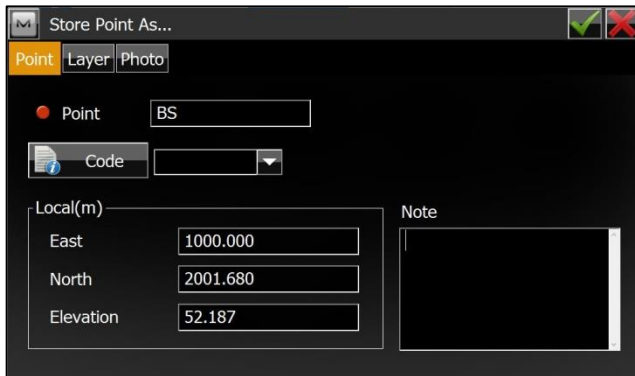 Store Point As...
Point Layer Photo
Point BS
Code
Local(m)
Note
East 1000.000
North 2001.680
Elevation 52.187